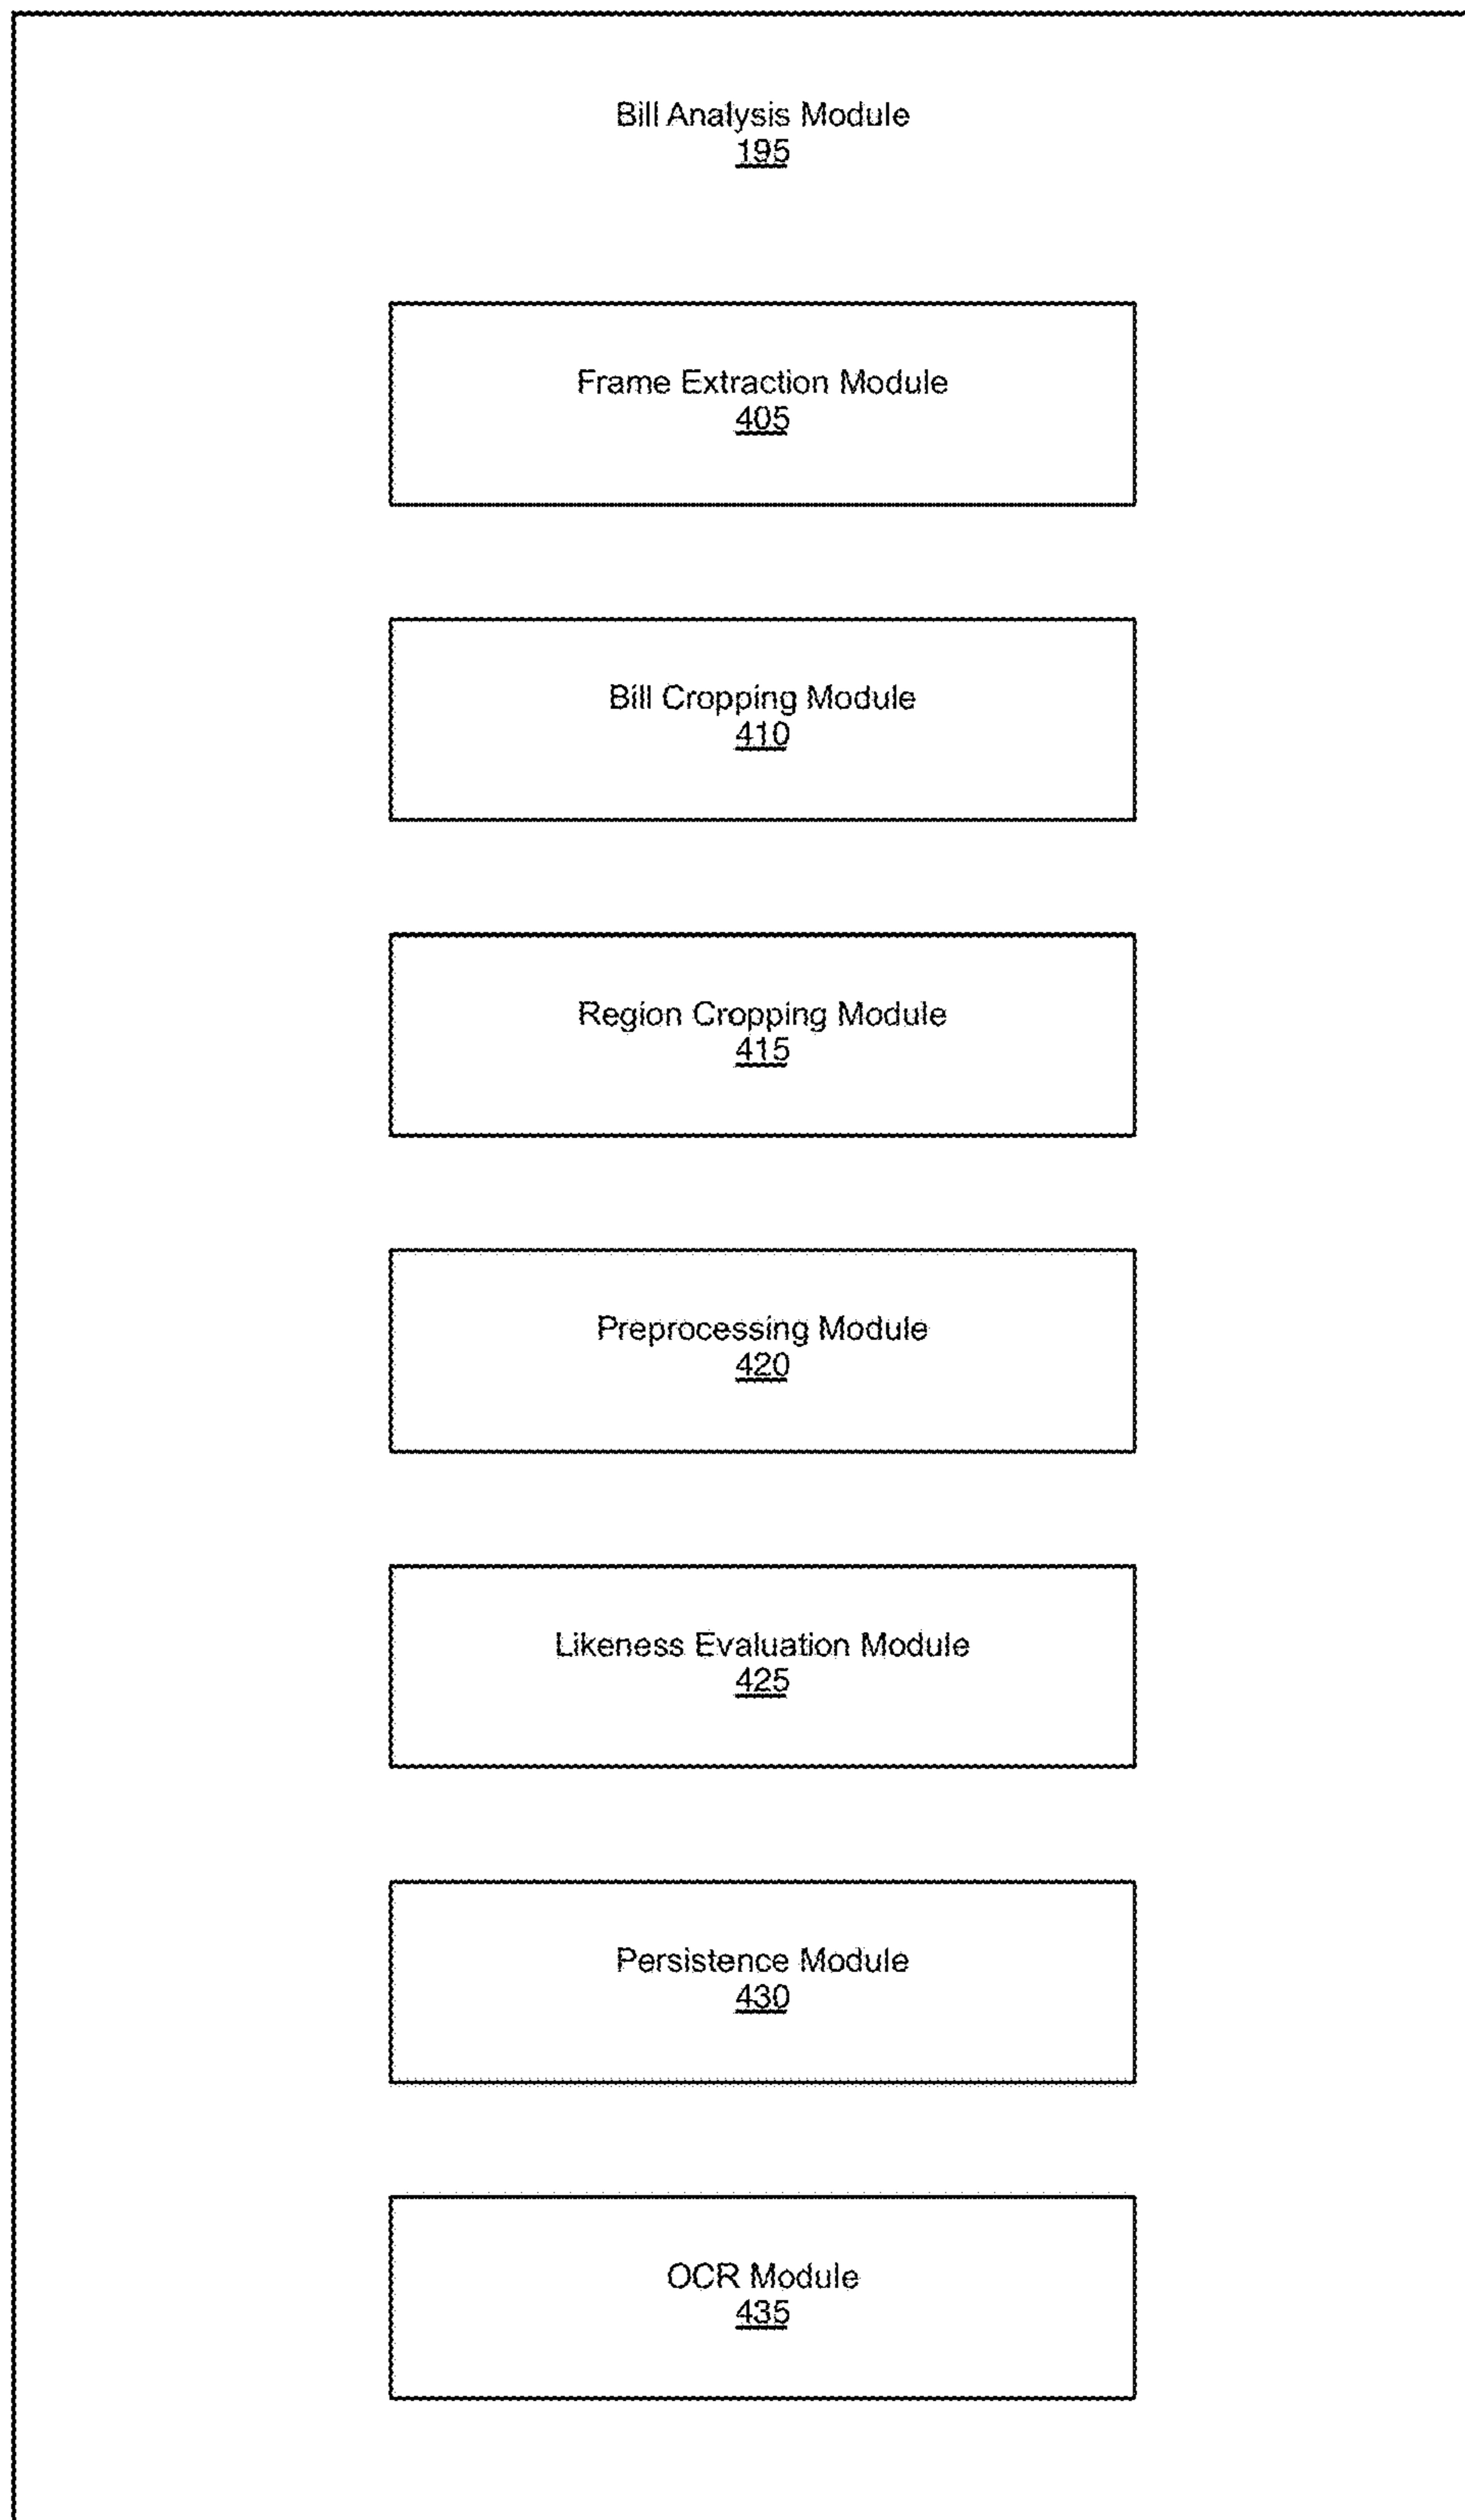 Bill Analysis Module
195
Frame Extraction Module
405
Bill Cropping Module
410
Region Cropping Module
415
Preprocessing Module
420
Likeness Evaluation Module
425
Persistence Module
430
OCR Module
435